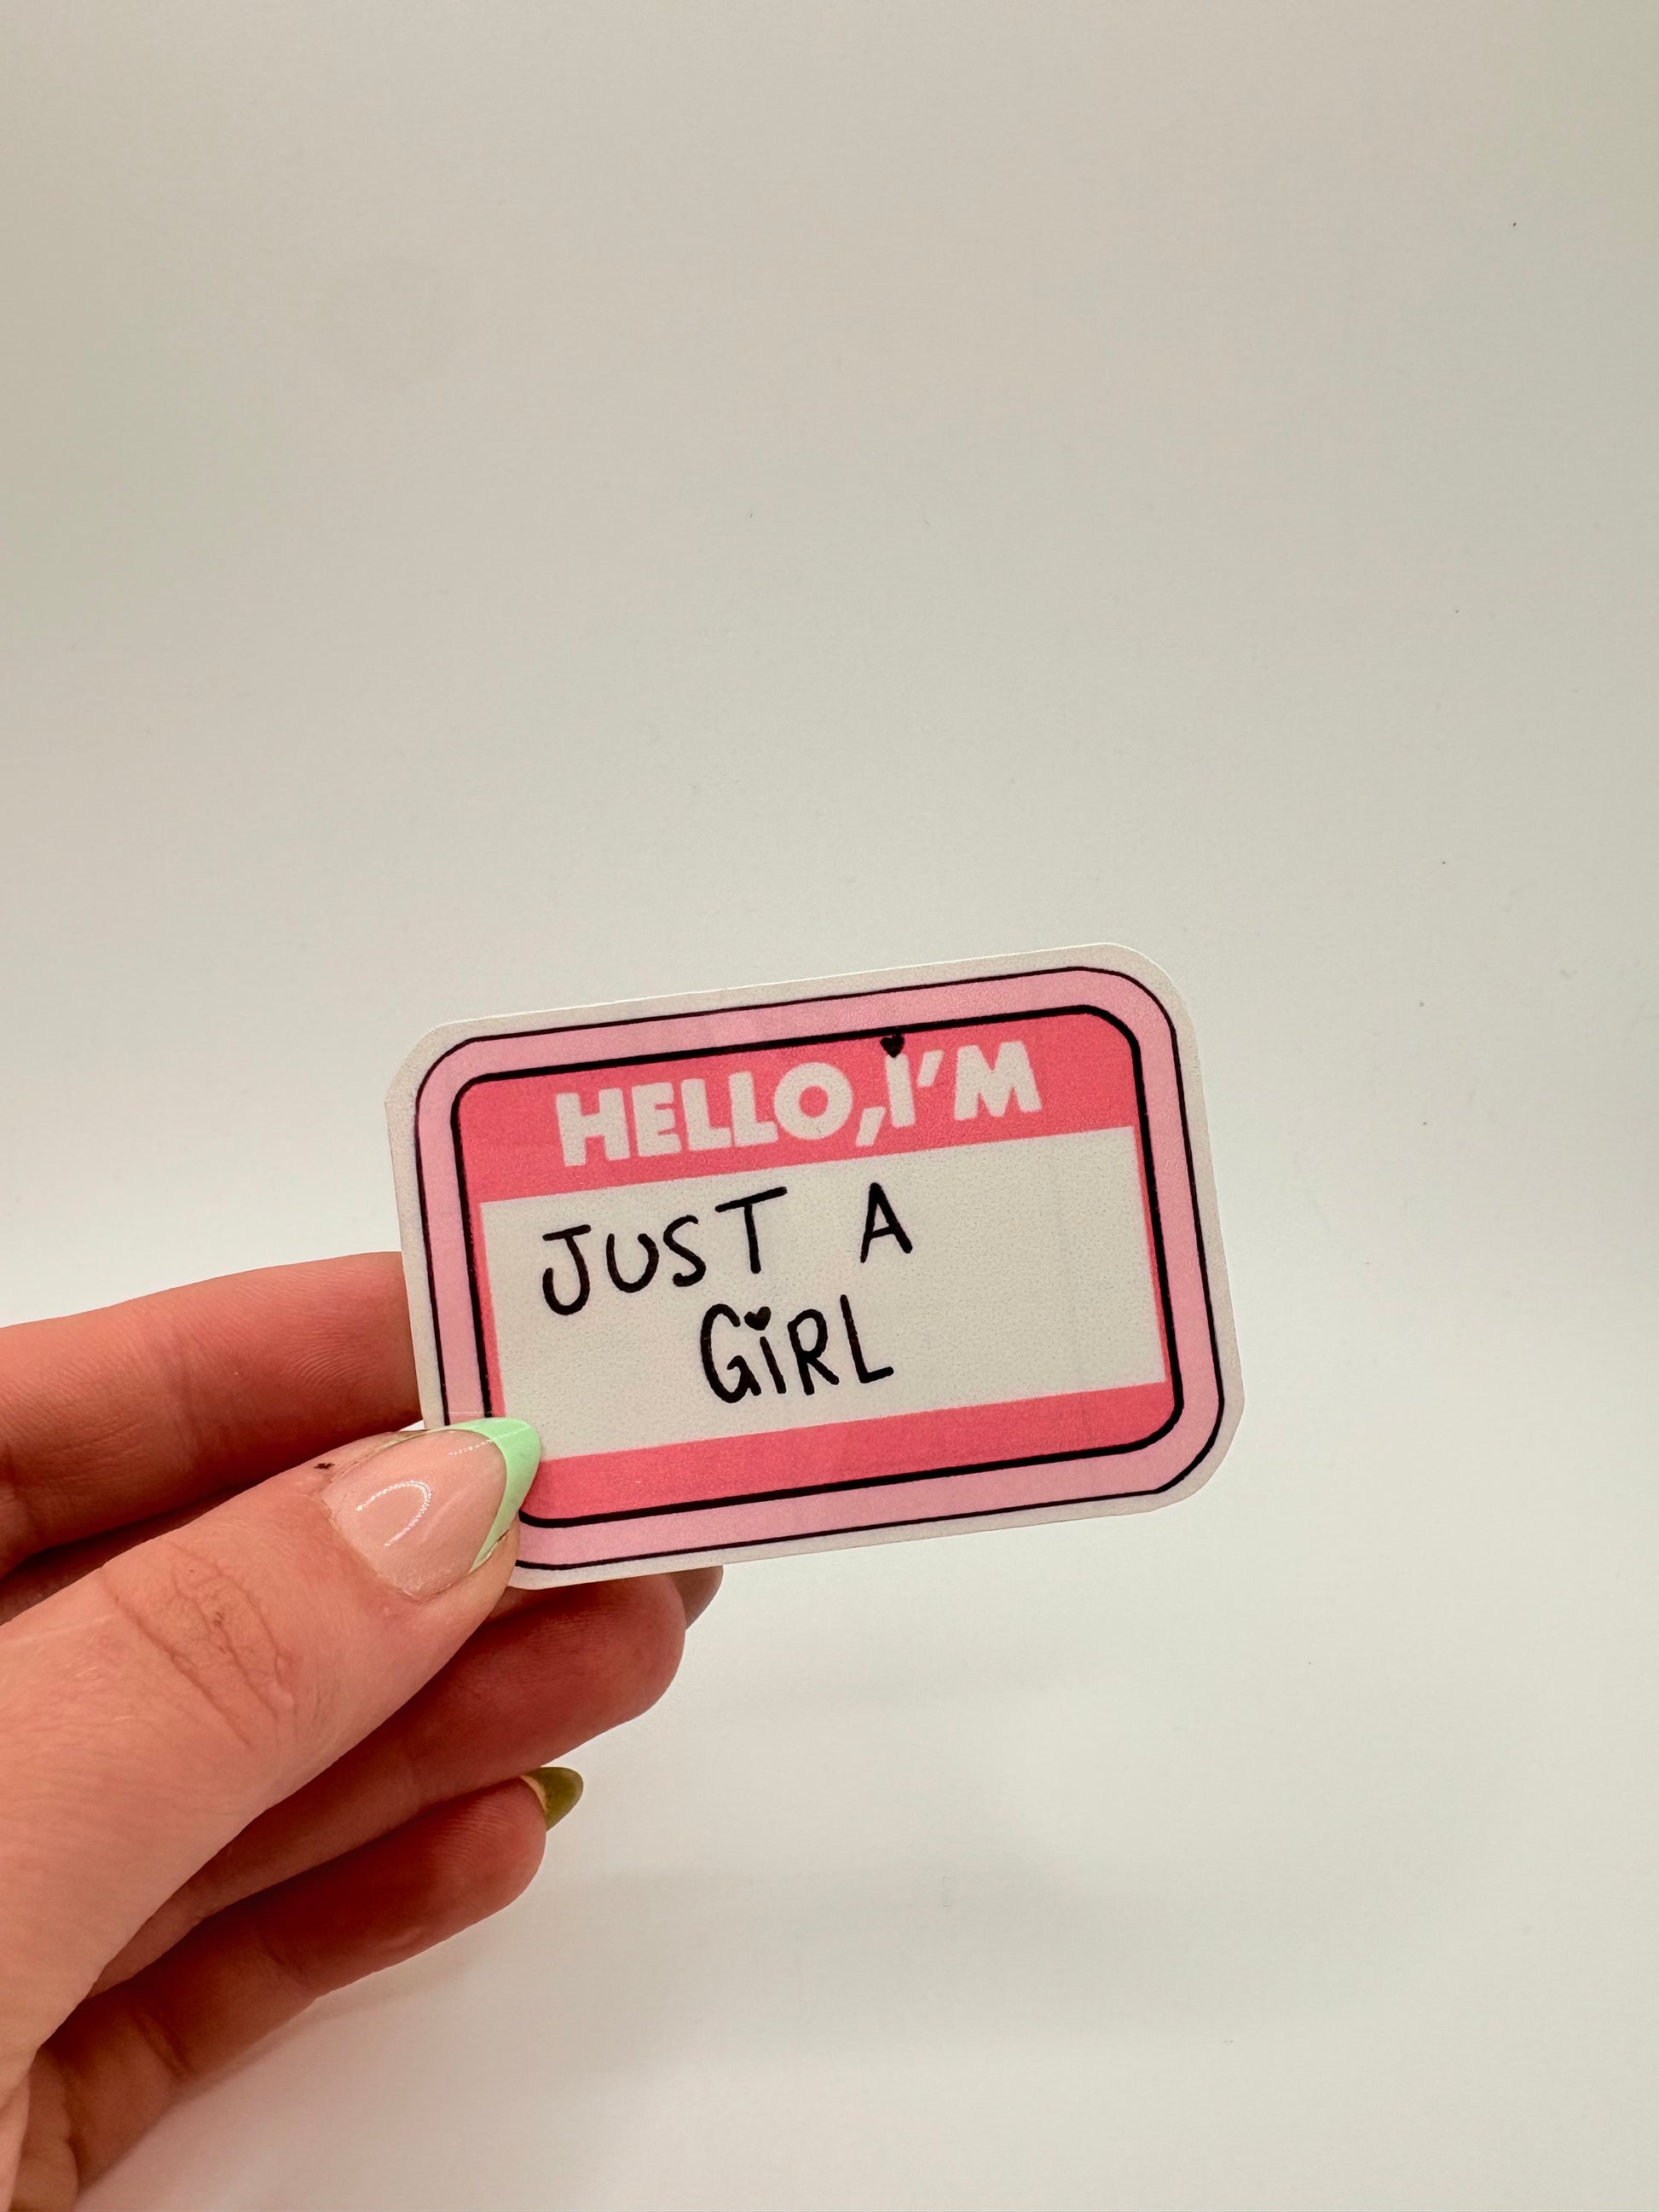 HELLO, I'M
JUST A
GiRL